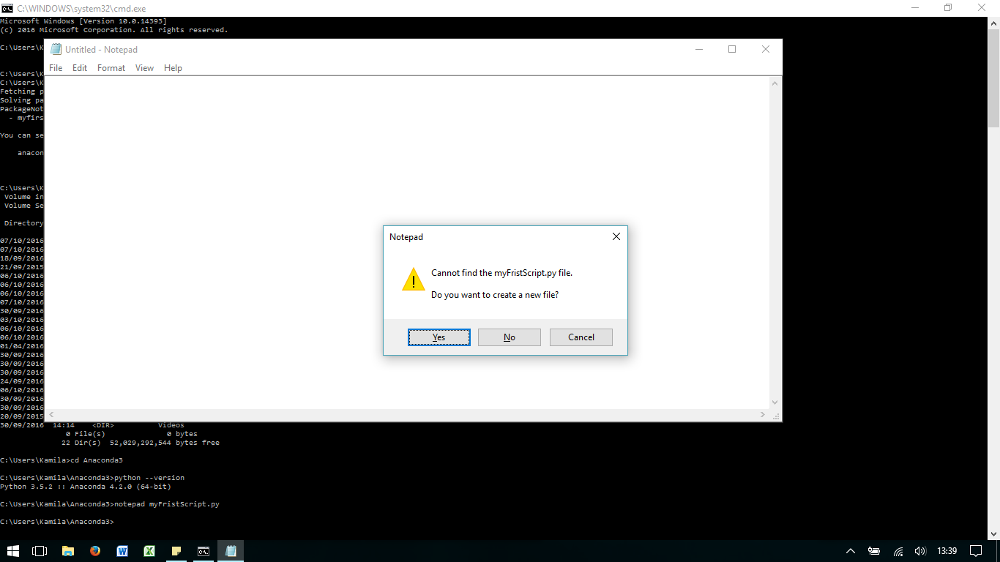 C:\WINDOWS\system32\cmd.exe
Microsoft Windows [Version 10.0.14393]
(c) 2016 Microsoft Corporation. All rights reserved.
C:\Users\K
Untitled - Notepad
File Edit Format View Help
C:\Users\K
C:\Users\K
Fetching p
Solving pa
PackageNot
- myfirs
You can se
anacon
C:\Users\K
Volume in
Volume Se
Directory
07/10/2016
07/10/2016
18/09/2016
21/09/2015
06/10/2016
06/10/2016
06/10/2016
07/10/2016
30/09/2016
03/10/2016
06/10/2016
06/10/2016
01/04/2016
30/09/2016
30/09/2016
30/09/2016
24/09/2016
06/10/2016
30/09/2016
30/09/2016
20/09/2015
30/09/2016 14:14 <DIR> Videos
0 File(s) 0 bytes
22 Dir(s) 52,029,292,544 bytes free
C:\Users\Kamila>cd Anaconda3
C:\Users\Kamila\Anaconda3>python --version
Python 3.5.2 :: Anaconda 4.2.0 (64-bit)
C:\Users\Kamila\Anaconda3>notepad myFristScript.py
C:\Users\Kamila\Anaconda3>
Notepad
Cannot find the myFristScript.py file.
Do you want to create a new file?
Yes No Cancel
13:39